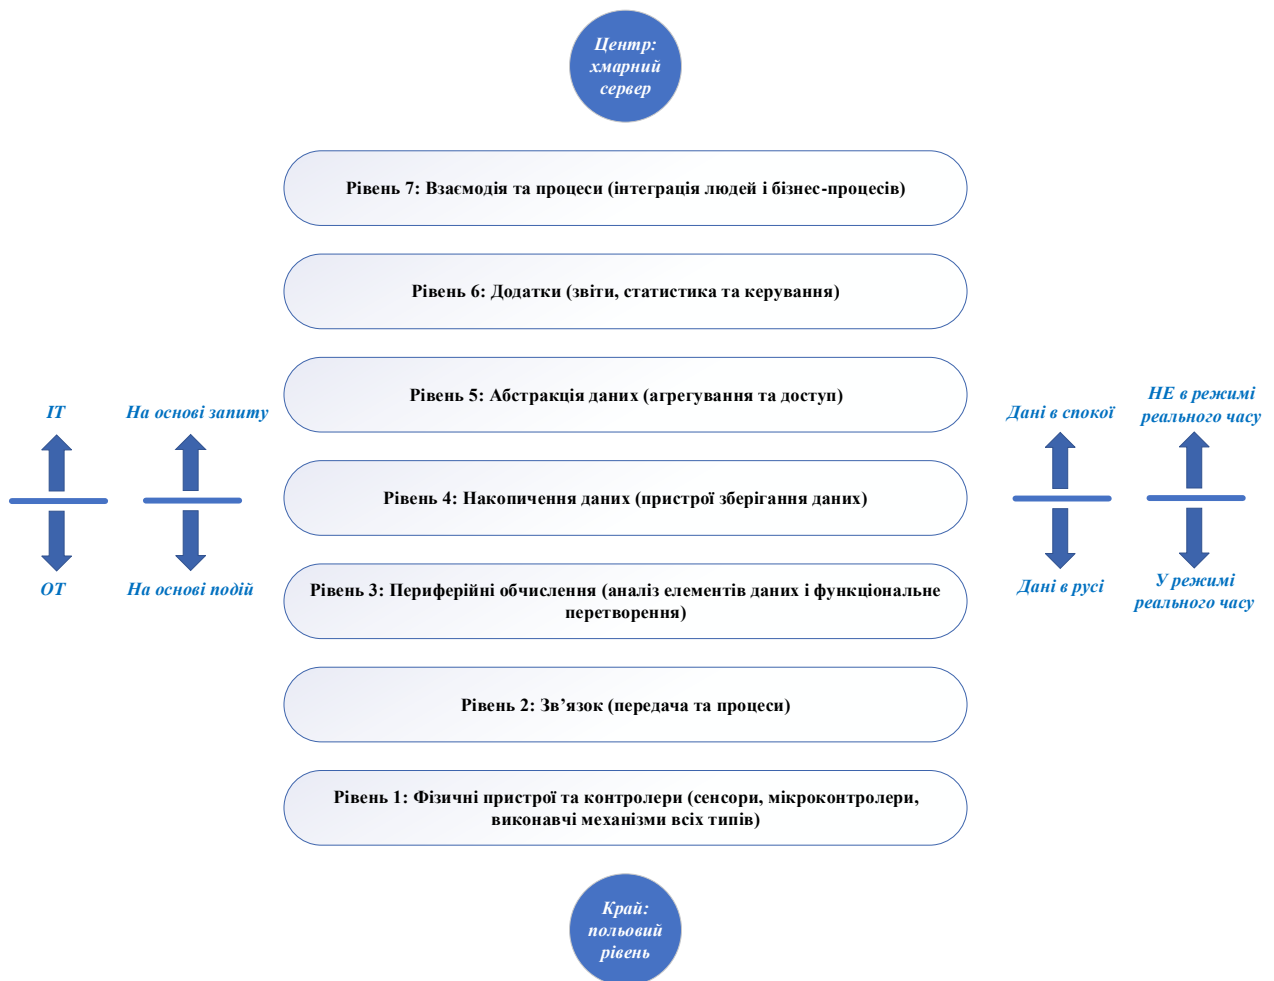 Центр:
хмарний
сервер
Рівень 7: Взаємодія та процеси (інтеграція людей і бізнес-процесів)
Рівень 6: Додатки (звіти, статистика та керування)
Рівень 5: Абстракція даних (агрегування та доступ)
ІТ
На основі запиту
Дані в спокої
НЕ в режимі
реального часу
Рівень 4: Накопичення даних (пристрої зберігання даних)
ОТ
На основі подій
Рівень 3: Периферійні обчислення (аналіз елементів даних і функціональне
перетворення)
Дані в русі
У режимі
реального часу
Рівень 2: Зв’язок (передача та процеси)
Рівень 1: Фізичні пристрої та контролери (сенсори, мікроконтролери,
виконавчі механізми всіх типів)
Край:
польовий
рівень